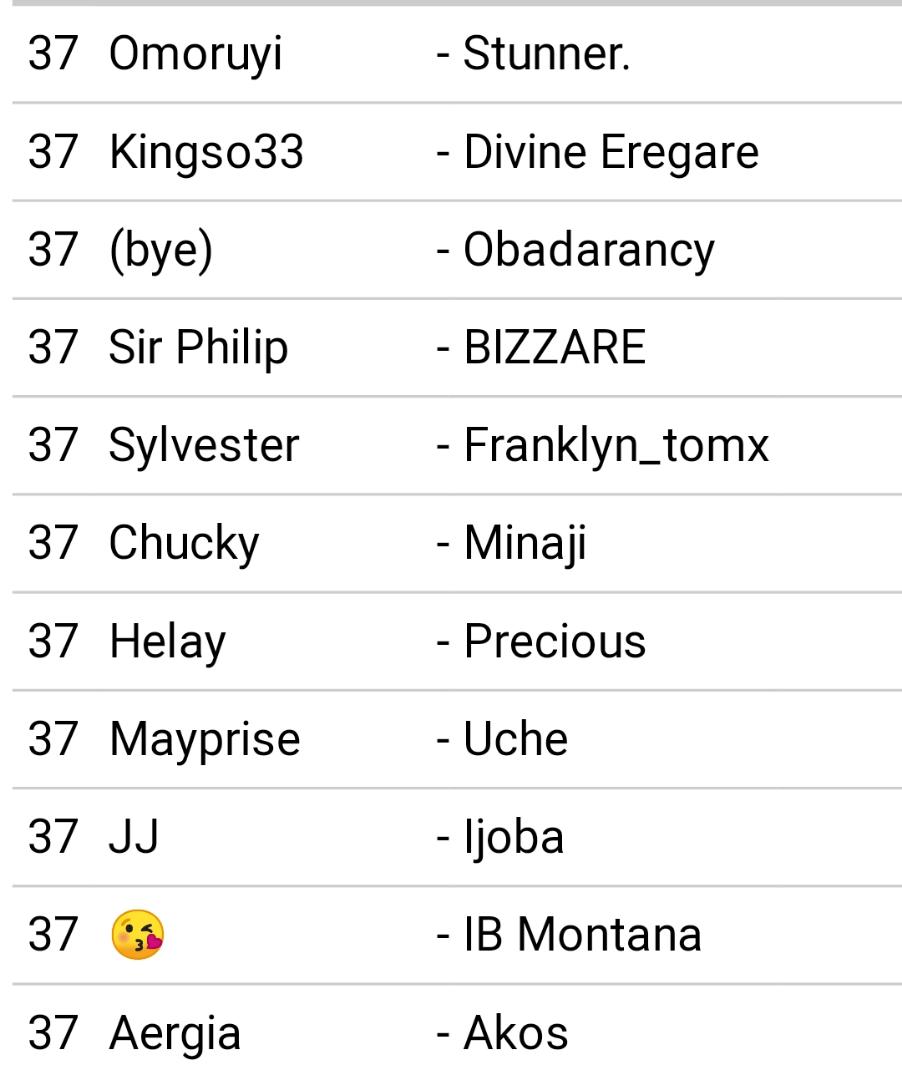 37 Omoruyi - Stunner.
37 Kingso33 - Divine Eregare
37 (bye) - Obadarancy
37 Sir Philip - BIZZARE
37 Sylvester - Franklyn_tomx
37 Chucky - Minaji
37 Helay - Precious
37 Mayprise - Uche
37 JJ - Ijoba
37 😘 - IB Montana
37 Aergia - Akos